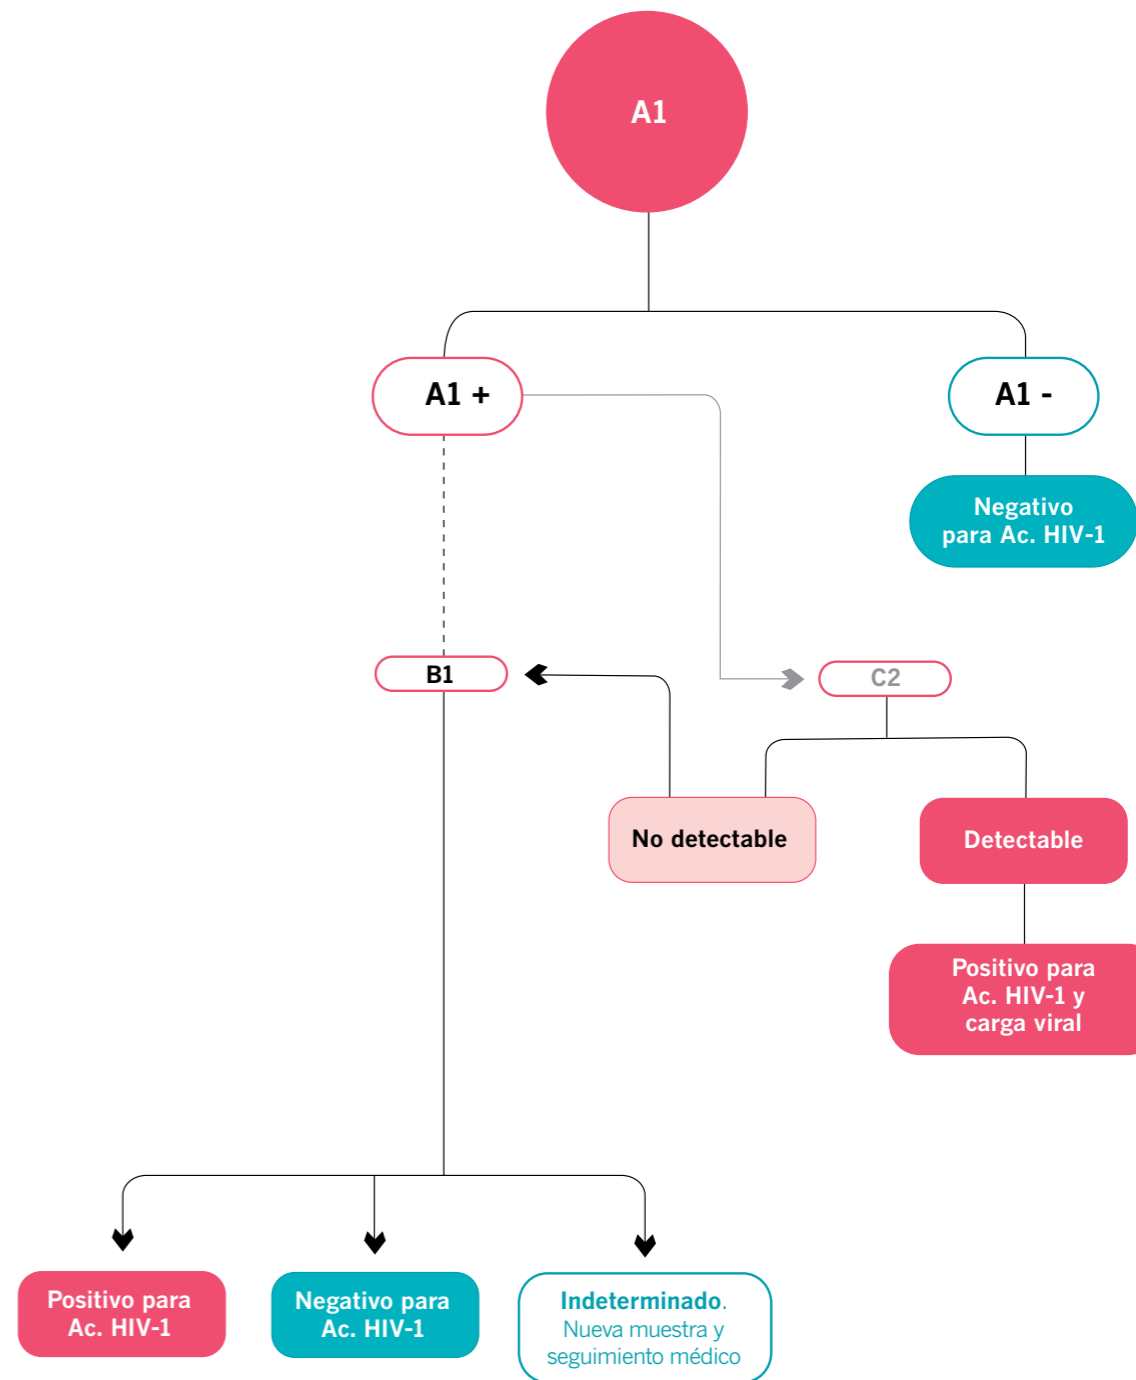 A1
A1 +
A1 -
Negativo
para Ac. HIV-1
B1
C2
No detectable
Detectable
Positivo para
Ac. HIV-1 y
carga viral
Positivo para
Ac. HIV-1
Negativo para
Ac. HIV-1
Indeterminado.
Nueva muestra y
seguimiento médico